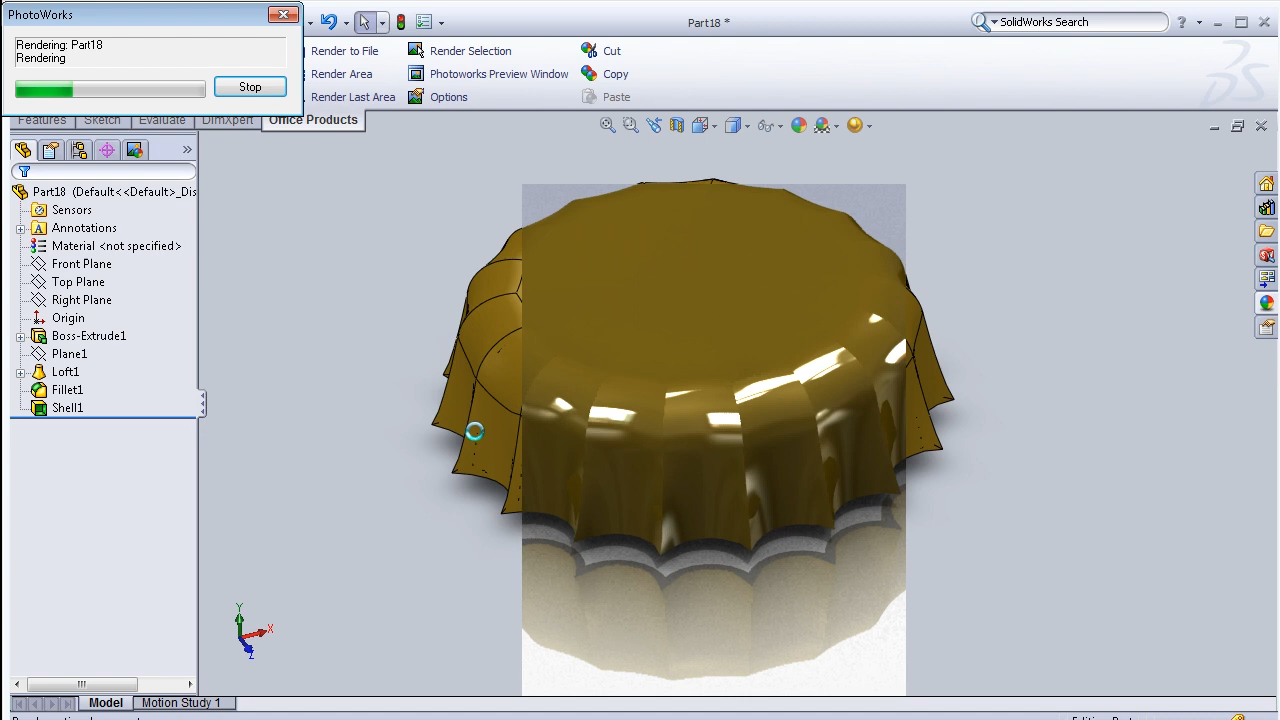 PhotoWorks
Part18 *
SolidWorks Search
Rendering: Part18
Rendering
Stop
Render to File
Render Selection
Cut
Render Area
Photoworks Preview Window
Copy
Render Last Area
Options
Paste
Features
Sketch
Evaluate
DimXpert
Office Products
Part18 (Default<<Default>_Dis
Sensors
Annotations
Material <not specified>
Front Plane
Top Plane
Right Plane
Origin
Boss-Extrude1
Plane1
Loft1
Fillet1
Shell1
Y
X
Z
Model
Motion Study 1